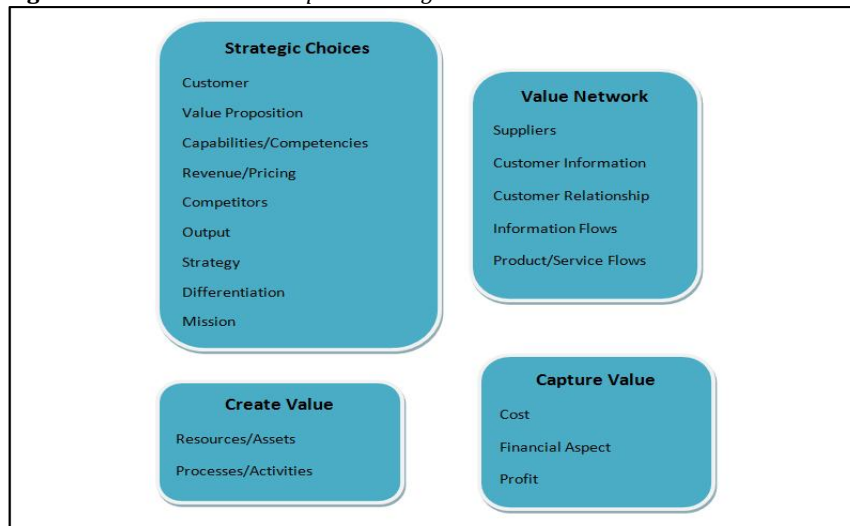 Strategic Choices
Customer
Value Proposition
Capabilities/Competencies
Revenue/Pricing
Competitors
Output
Strategy
Differentiation
Mission
Value Network
Suppliers
Customer Information
Customer Relationship
Information Flows
Product/Service Flows
Create Value
Resources/Assets
Processes/Activities
Capture Value
Cost
Financial Aspect
Profit